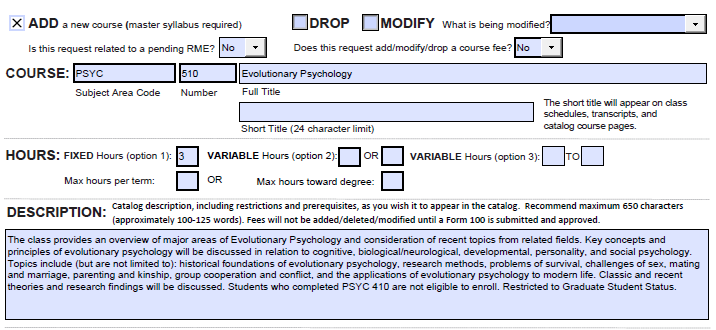 X ADD a new course (master syllabus required) DROP MODIFY What is being modified?
Is this request related to a pending RME? No Does this request add/modify/drop a course fee? No
COURSE: PSYC 510 Evolutionary Psychology
Subject Area Code Number Full Title
The short title will appear on class
schedules, transcripts, and
catalog course pages.
Short Title (24 character limit)
HOURS: FIXED Hours (option 1): 3 VARIABLE Hours (option 2): OR VARIABLE Hours (option 3): TO
Max hours per term: OR Max hours toward degree:
DESCRIPTION: Catalog description, including restrictions and prerequisites, as you wish it to appear in the catalog. Recommend maximum 650 characters
(approximately 100-125 words). Fees will not be added/deleted/modified until a Form 100 is submitted and approved.
The class provides an overview of major areas of Evolutionary Psychology and consideration of recent topics from related fields. Key concepts and
principles of evolutionary psychology will be discussed in relation to cognitive, biological/neurological, developmental, personality, and social psychology.
Topics include (but are not limited to): historical foundations of evolutionary psychology, research methods, problems of survival, challenges of sex, mating
and marriage, parenting and kinship, group cooperation and conflict, and the applications of evolutionary psychology to modern life. Classic and recent
theories and research findings will be discussed. Students who completed PSYC 410 are not eligible to enroll. Restricted to Graduate Student Status.